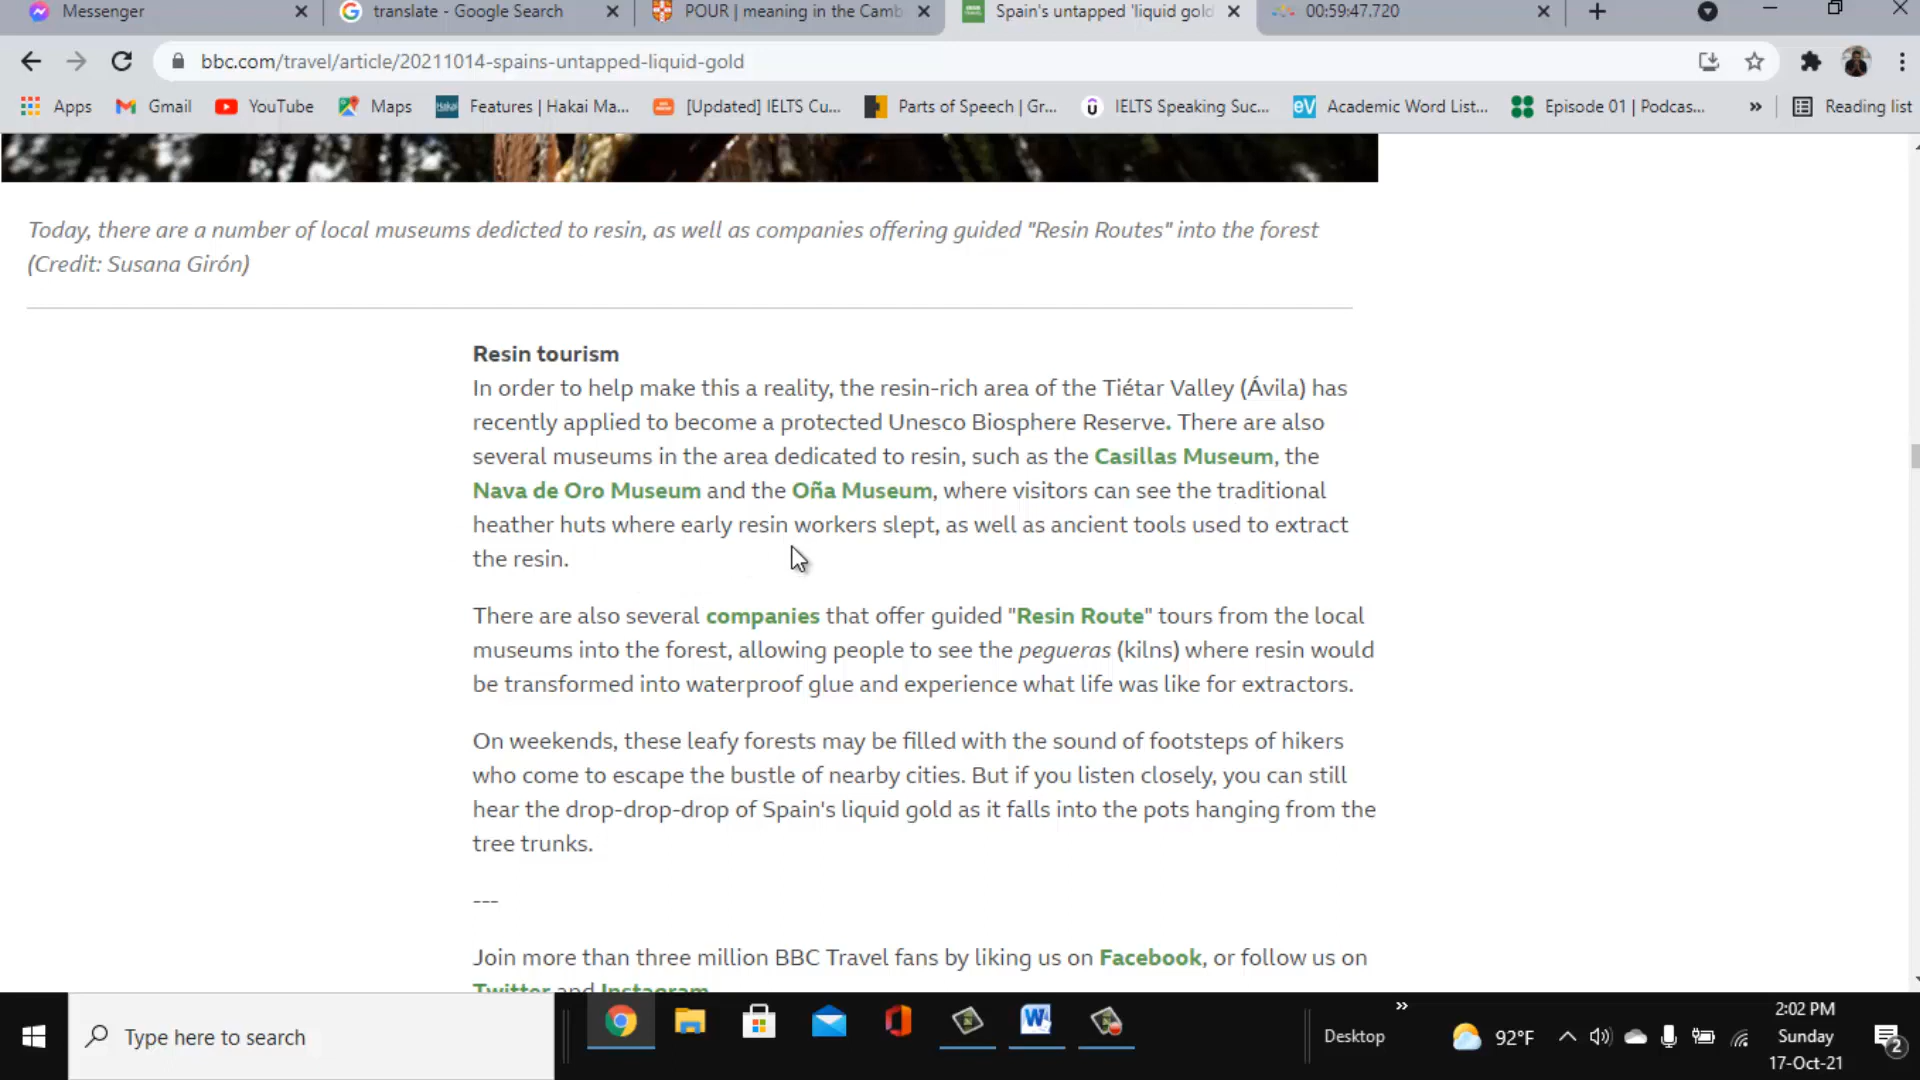 Messenger
translate - Google Search
POUR | meaning in the Camb
Spain's untapped 'liquid gold
00:59:47.720
bbc.com/travel/article/20211014-spains-untapped-liquid-gold
Apps
Gmail
YouTube
Maps
Hakai
Features | Hakai Ma...
[Updated] IELTS Cu...
Parts of Speech | Gr...
IELTS Speaking Suc...
eV
Academic Word List...
Episode 01 | Podcas...
Reading list
Today, there are a number of local museums dedicted to resin, as well as companies offering guided "Resin Routes" into the forest
(Credit: Susana Girón)
Resin tourism
In order to help make this a reality, the resin-rich area of the Tiétar Valley (Ávila) has
recently applied to become a protected Unesco Biosphere Reserve. There are also
several museums in the area dedicated to resin, such as the Casillas Museum, the
Nava de Oro Museum and the Oña Museum, where visitors can see the traditional
heather huts where early resin workers slept, as well as ancient tools used to extract
the resin.
There are also several companies that offer guided "Resin Route" tours from the local
museums into the forest, allowing people to see the pegueras (kilns) where resin would
be transformed into waterproof glue and experience what life was like for extractors.
On weekends, these leafy forests may be filled with the sound of footsteps of hikers
who come to escape the bustle of nearby cities. But if you listen closely, you can still
hear the drop-drop-drop of Spain's liquid gold as it falls into the pots hanging from the
tree trunks.
---
Join more than three million BBC Travel fans by liking us on Facebook, or follow us on
Twitter and Instagram
Type here to search
Desktop
92°F
2:02 PM
Sunday
17-Oct-21
2